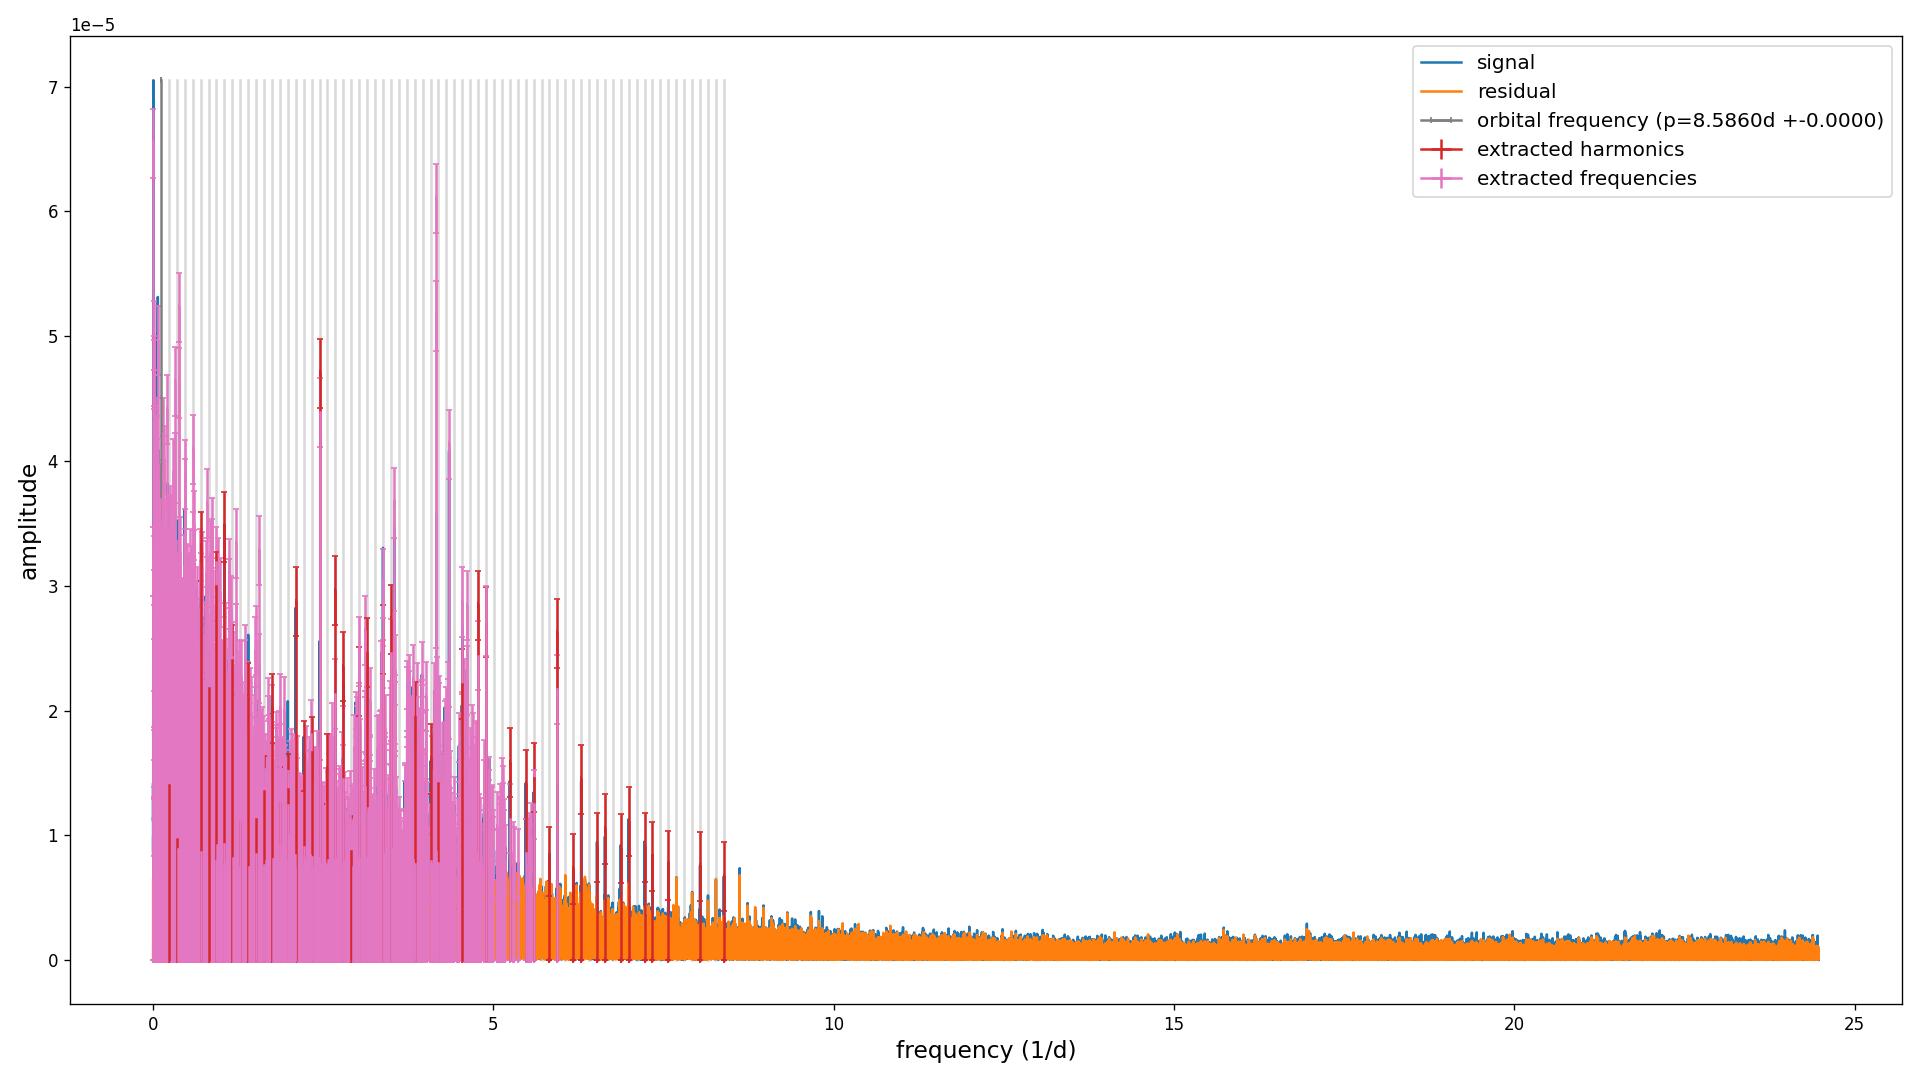 1e−5
signal
residual
orbital frequency (p=8.5860d +-0.0000)
extracted harmonics
extracted frequencies
7
6
5
4
3
2
1
0
amplitude
0 5 10 15 20 25
frequency (1/d)